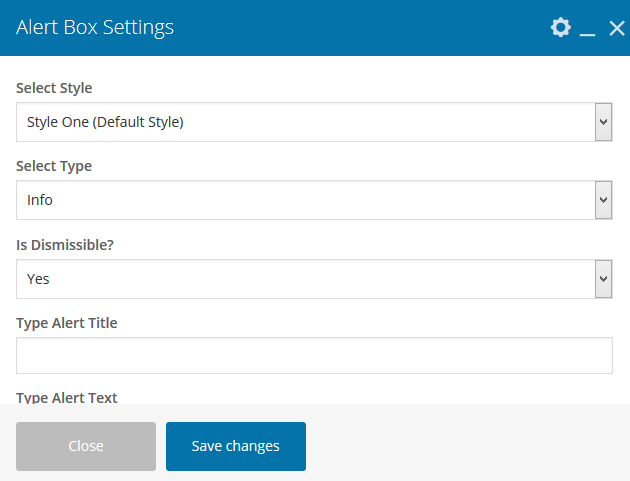 Alert Box Settings
Select Style
Style One (Default Style)
Select Type
Info
Is Dismissible?
Yes
Type Alert Title
Type Alert Text
Close
Save changes